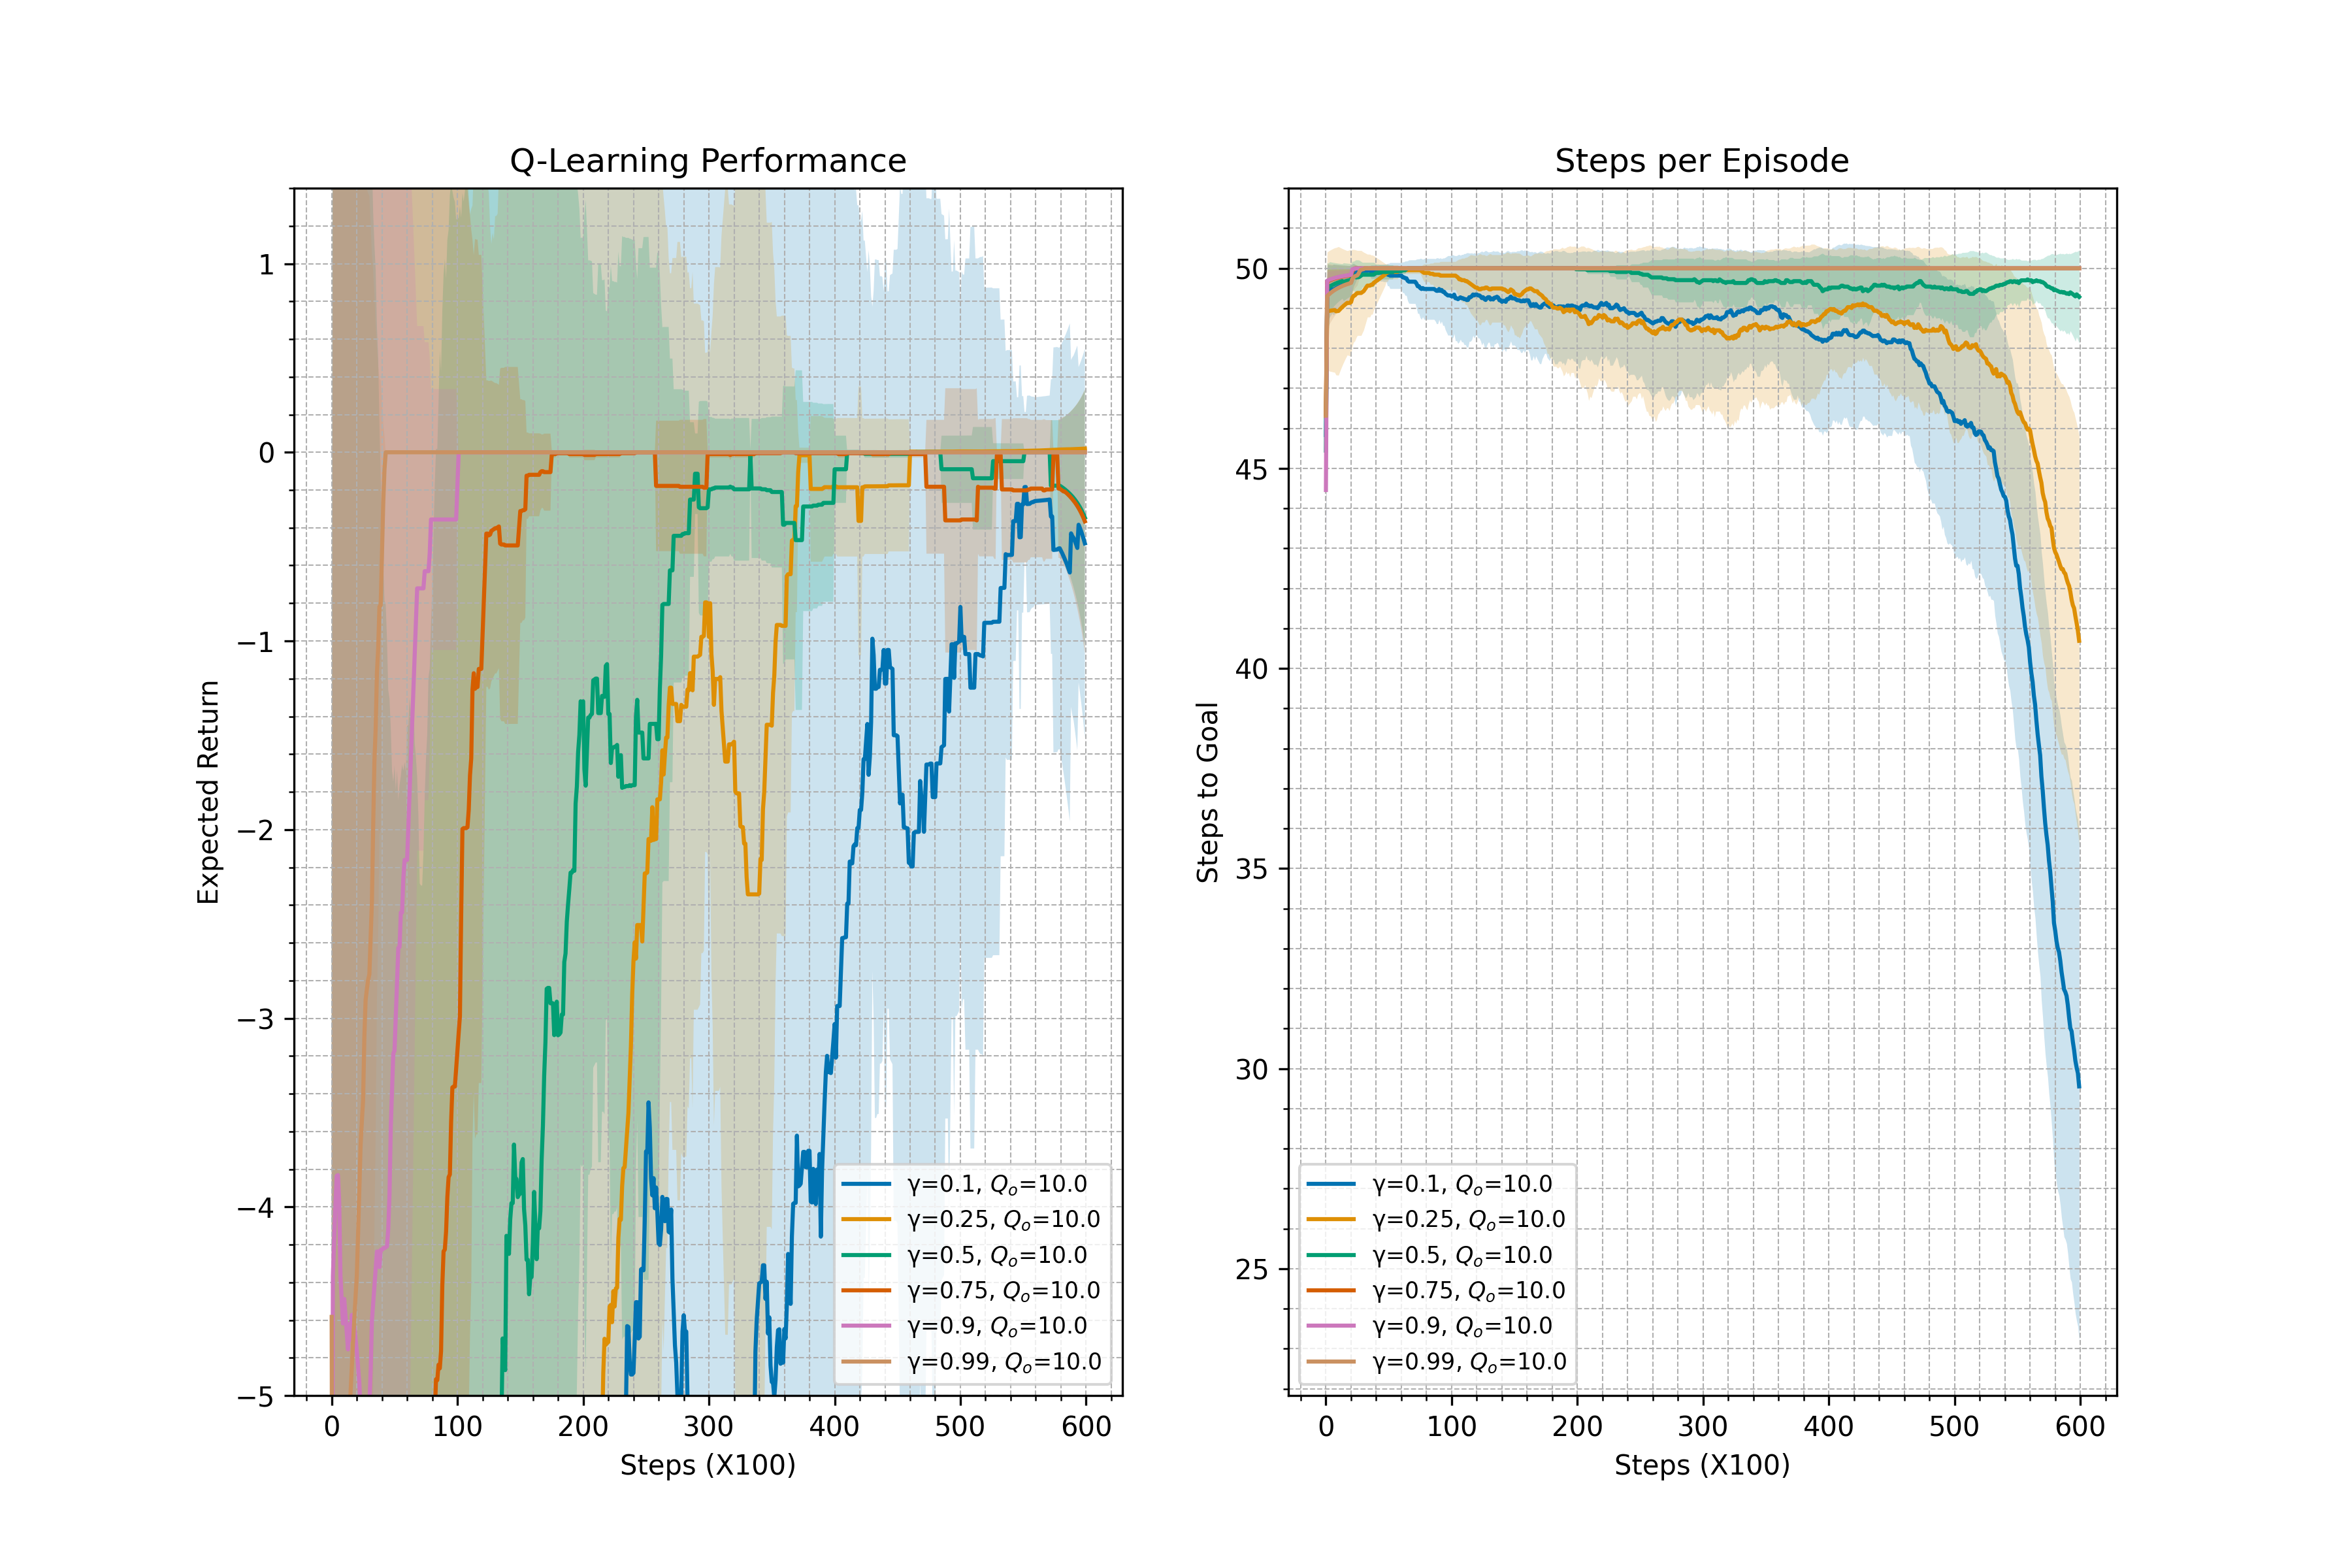 Q-Learning Performance
Expected Return
1
0
−1
−2
−3
−4
−5
0 100 200 300 400 500 600
Steps (X100)
γ=0.1, Qₒ=10.0
γ=0.25, Qₒ=10.0
γ=0.5, Qₒ=10.0
γ=0.75, Qₒ=10.0
γ=0.9, Qₒ=10.0
γ=0.99, Qₒ=10.0
Steps per Episode
Steps to Goal
50
45
40
35
30
25
0 100 200 300 400 500 600
Steps (X100)
γ=0.1, Qₒ=10.0
γ=0.25, Qₒ=10.0
γ=0.5, Qₒ=10.0
γ=0.75, Qₒ=10.0
γ=0.9, Qₒ=10.0
γ=0.99, Qₒ=10.0